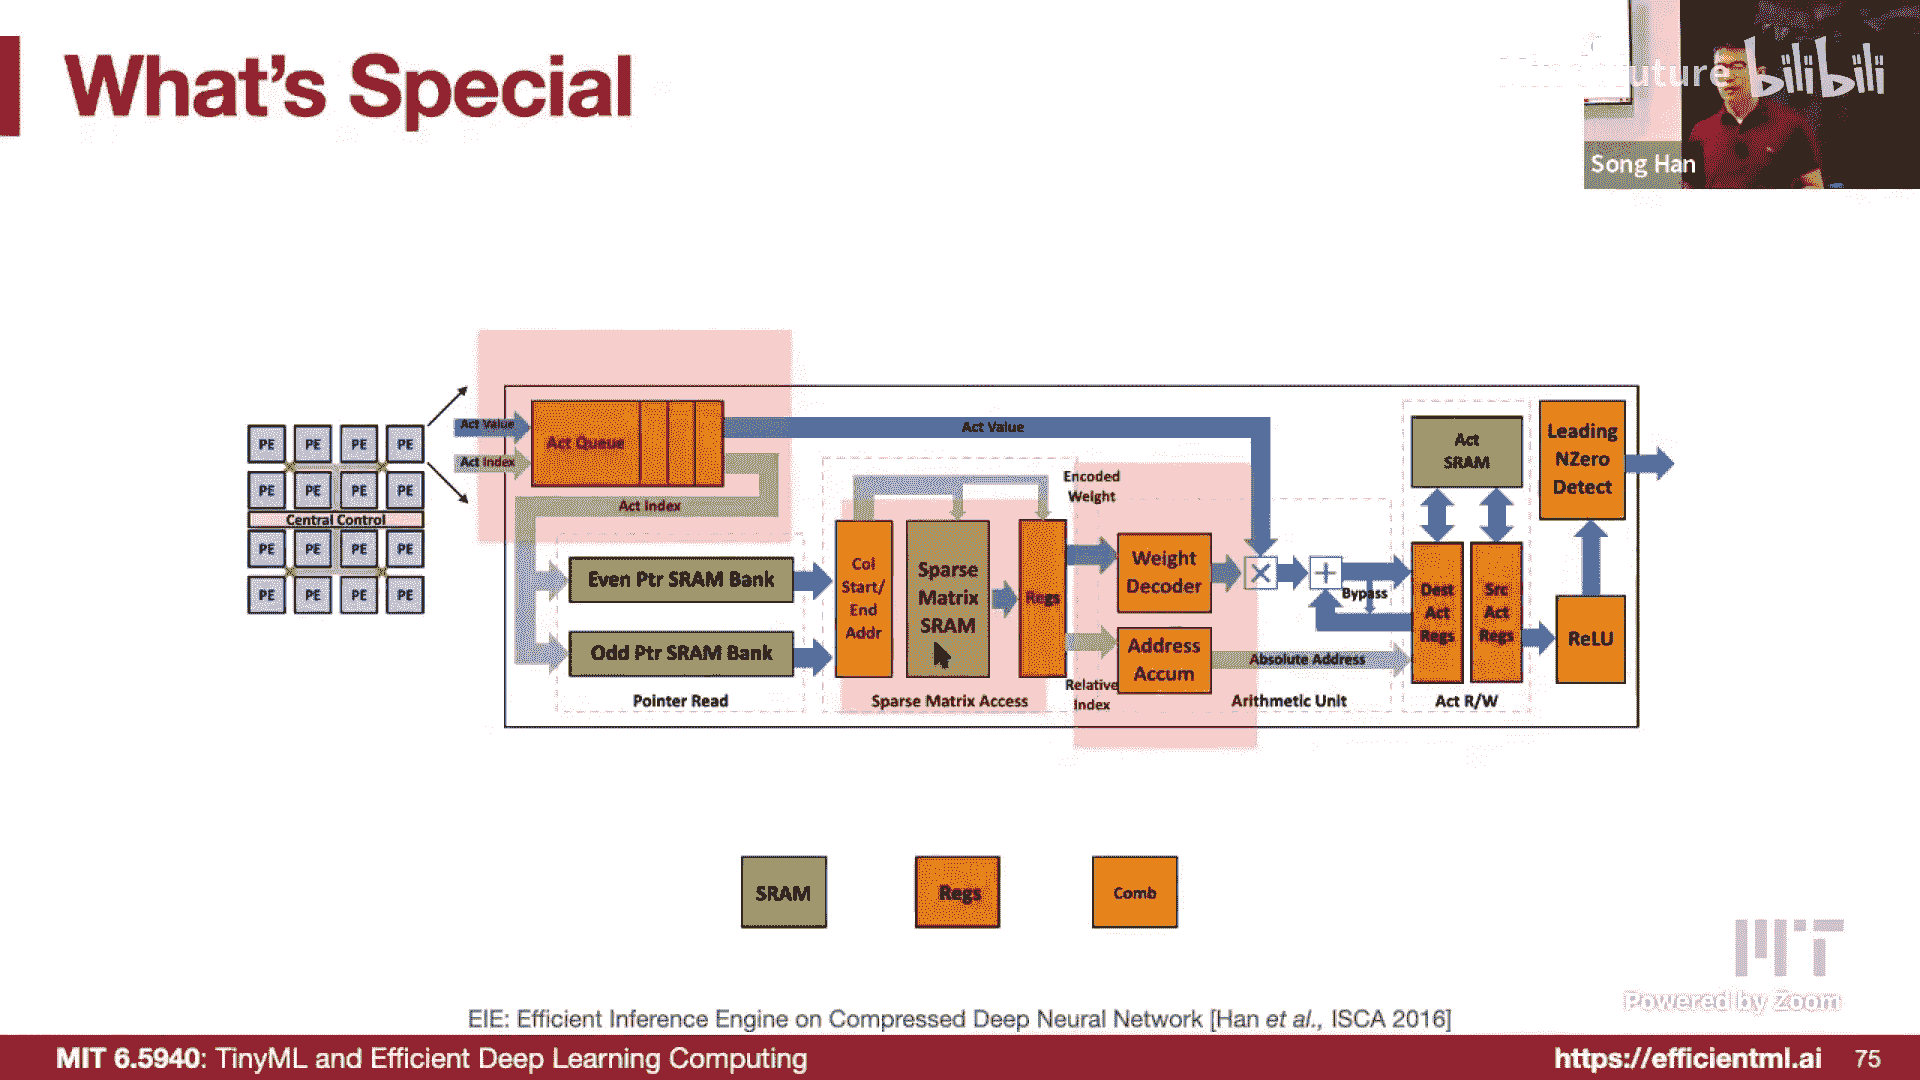 What's Special
uture
bilibili
Song Han
Act Value
Act Index
Act Queue
Act Value
Act Index
PE PE PE PE
PE PE PE PE
Central Control
PE PE PE PE
PE PE PE PE
Even Ptr SRAM Bank
Odd Ptr SRAM Bank
Pointer Read
Col
Start/
End
Addr
Sparse
Matrix
SRAM
Regs
Sparse Matrix Access
Encoded
Weight
Relative
Index
Weight
Decoder
Address
Accum
Bypass
Absolute Address
Arithmetic Unit
Act
SRAM
Dest
Act
Regs
Src
Act
Regs
Act R/W
Leading
NZero
Detect
ReLU
SRAM
Regs
Comb
MIT
Powered by Zoom
EIE: Efficient Inference Engine on Compressed Deep Neural Network [Han et al., ISCA 2016]
MIT 6.5940: TinyML and Efficient Deep Learning Computing
https://efficientml.ai
75